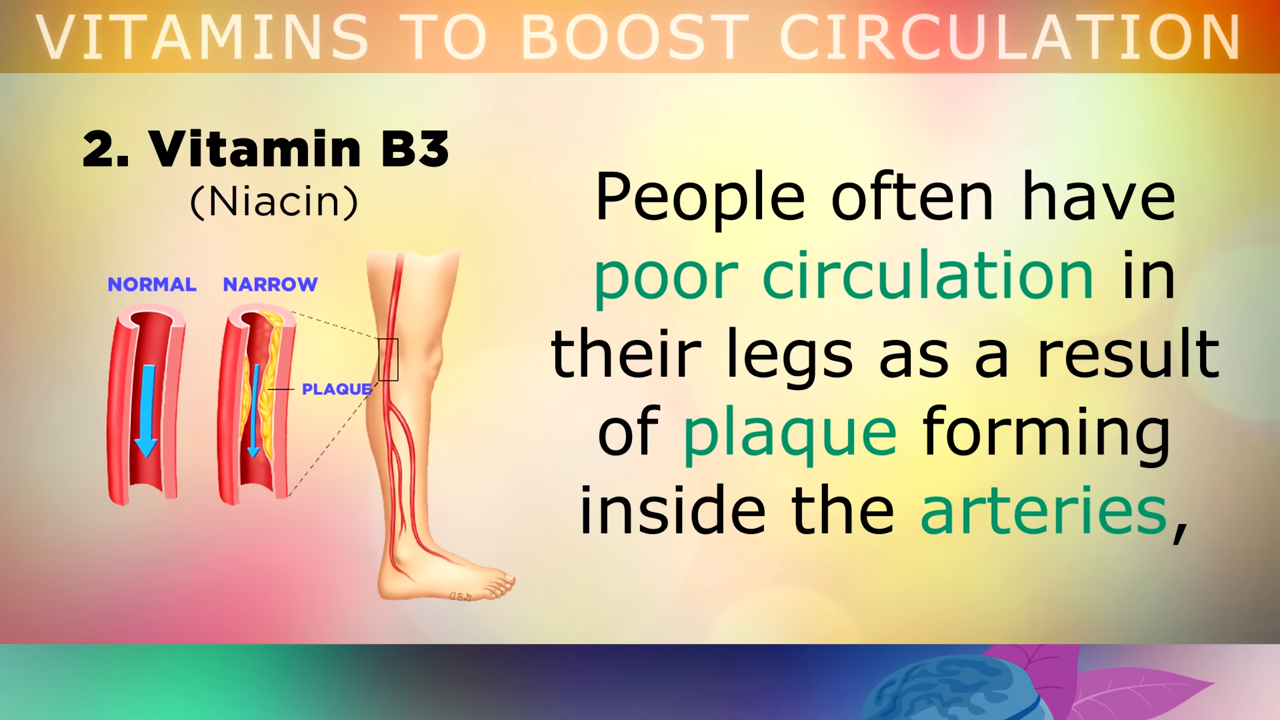 VITAMINS TO BOOST CIRCULATION
2. Vitamin B3
(Niacin)
NORMAL
NARROW
PLAQUE
People often have
poor circulation in
their legs as a result
of plaque forming
inside the arteries,